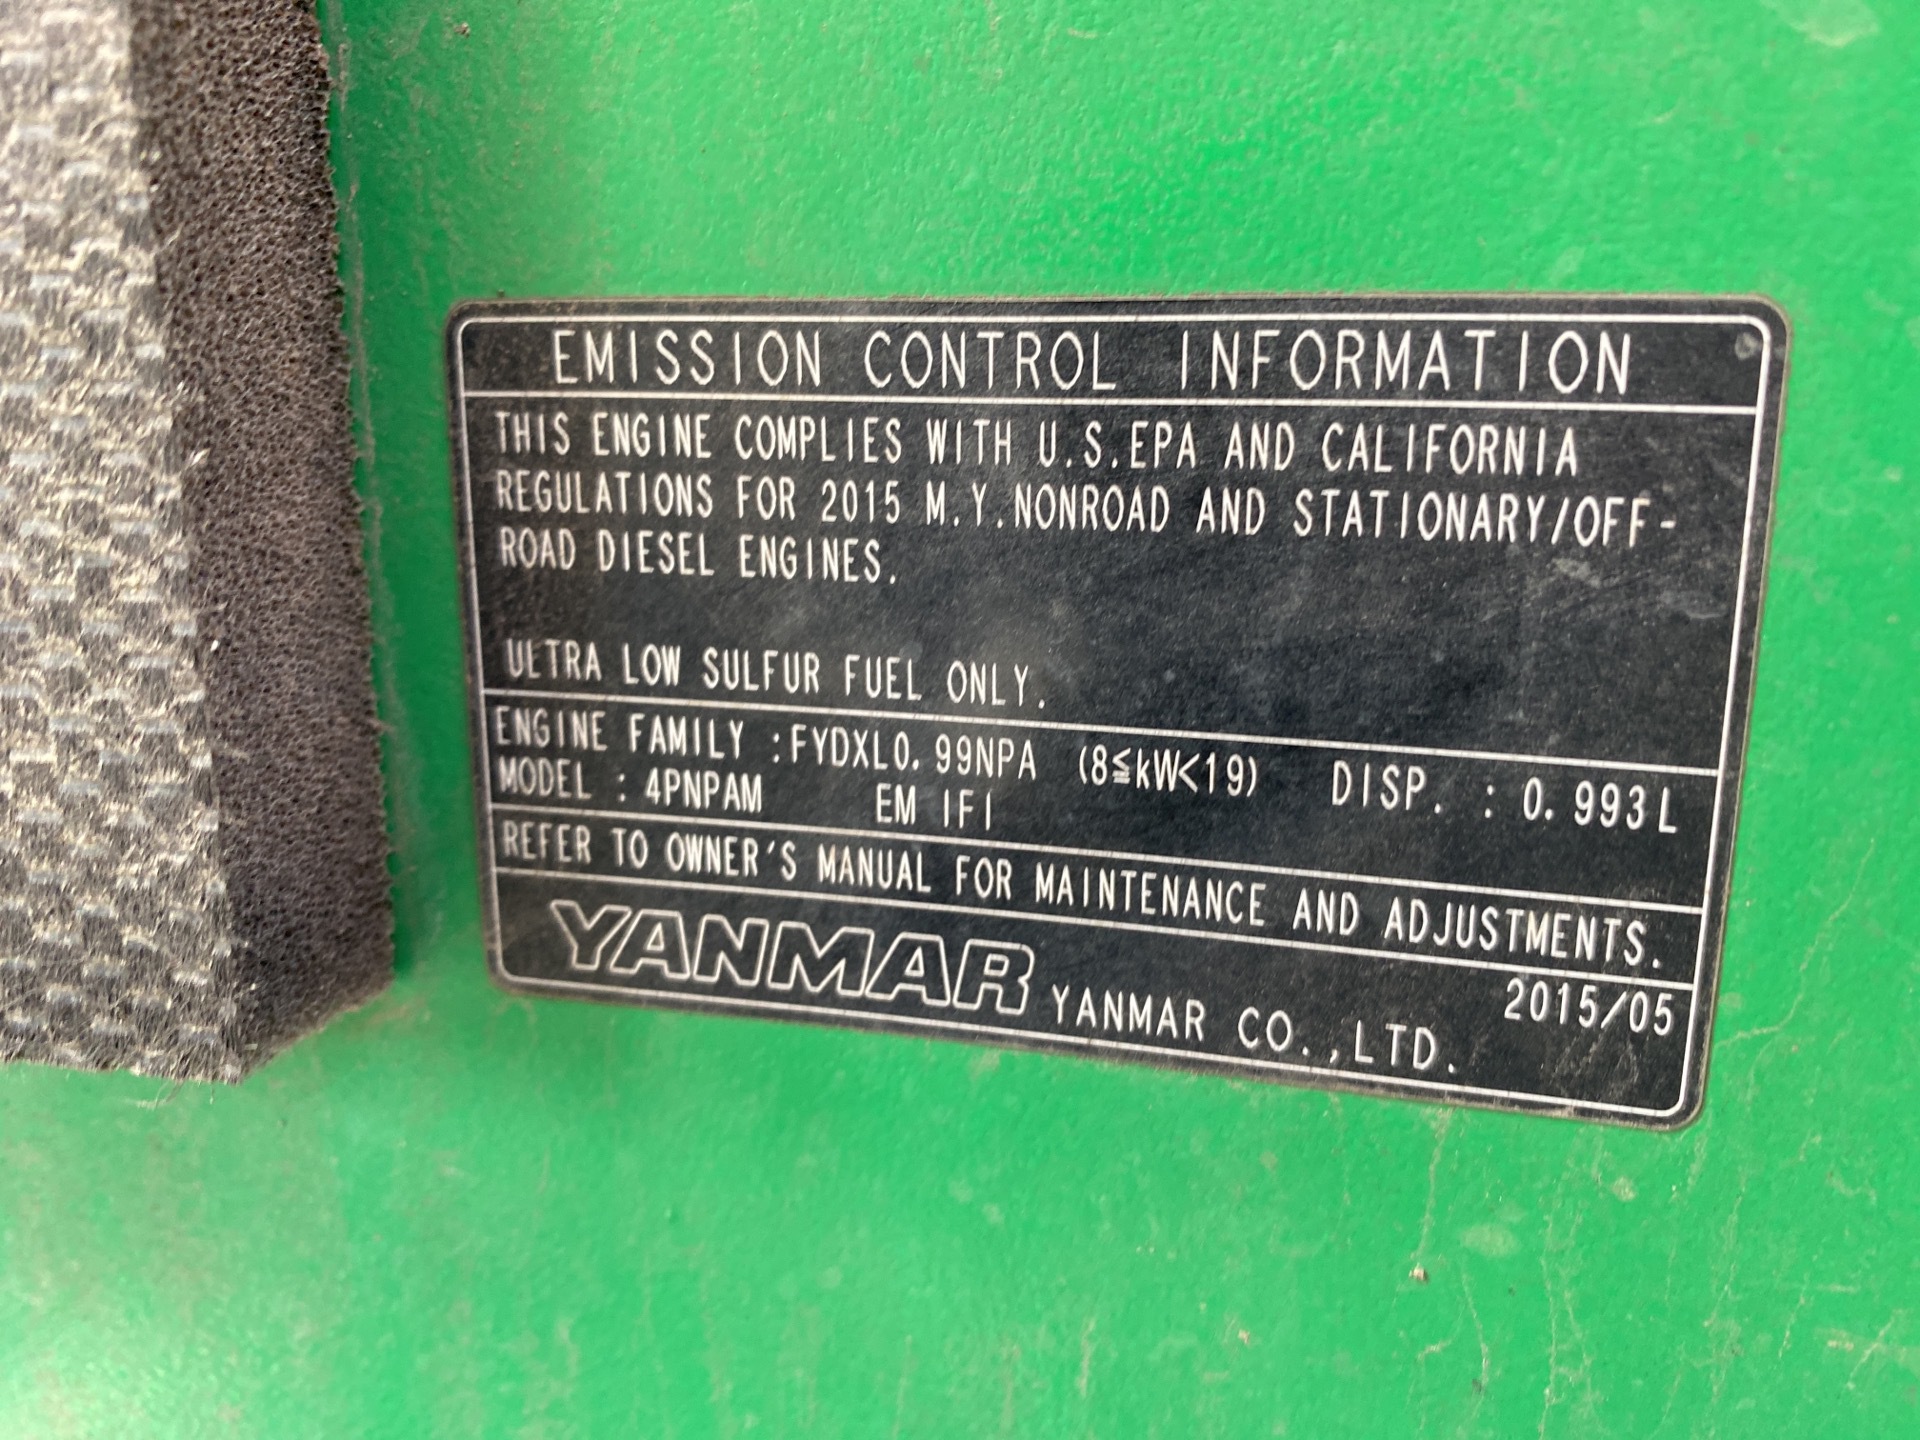 EMISSION CONTROL INFORMATION
THIS ENGINE COMPLIES WITH U.S.EPA AND CALIFORNIA
REGULATIONS FOR 2015 M.Y.NONROAD AND STATIONARY/OFF-
ROAD DIESEL ENGINES.
ULTRA LOW SULFUR FUEL ONLY.
ENGINE FAMILY :FYDXL0.99NPA (8≦kW<19) DISP. : 0.993L
MODEL : 4PNPAM EM IFI
REFER TO OWNER'S MANUAL FOR MAINTENANCE AND ADJUSTMENTS.
YANMAR YANMAR CO.,LTD. 2015/05